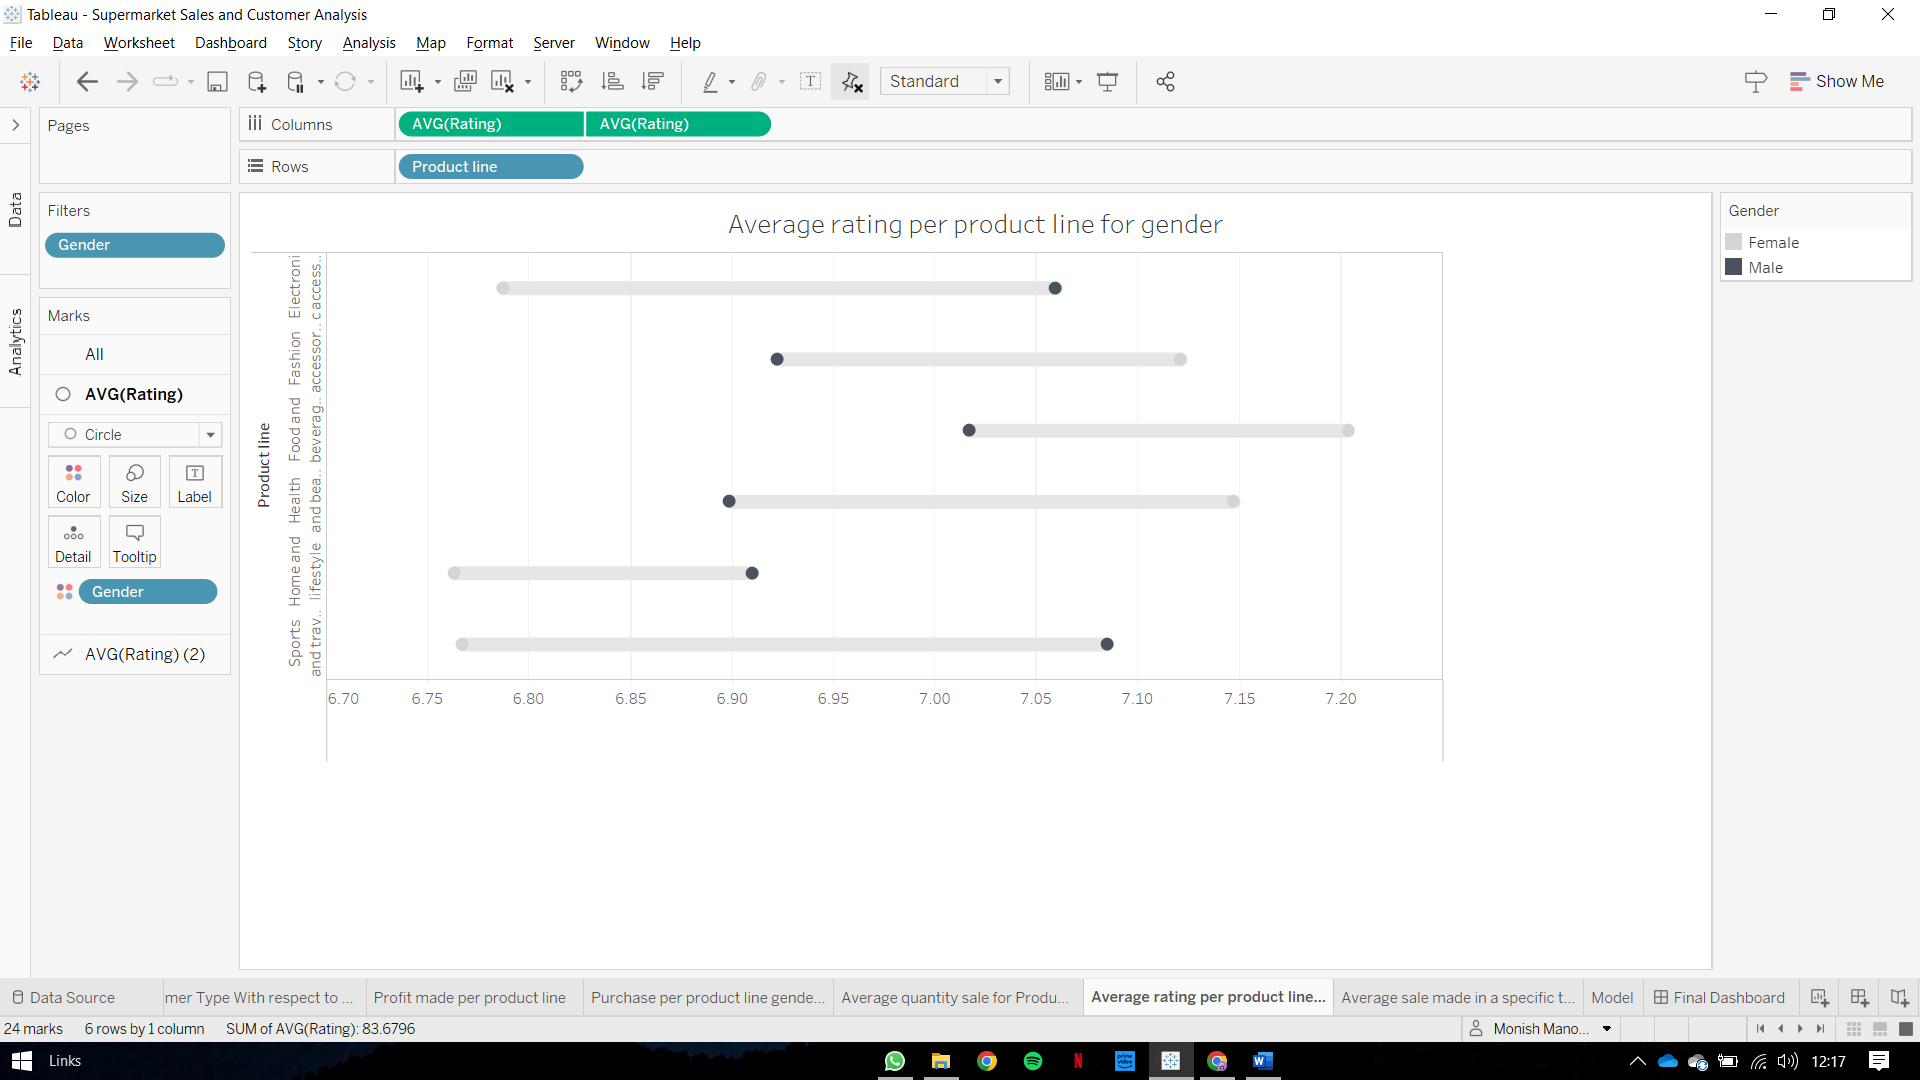 Tableau - Supermarket Sales and Customer Analysis
File Data Worksheet Dashboard Story Analysis Map Format Server Window Help
Standard
Show Me
Pages
Columns
AVG(Rating)
AVG(Rating)
Rows
Product line
Data
Analytics
Filters
Gender
Marks
All
AVG(Rating)
Circle
Color
Size
Label
Detail
Tooltip
Gender
AVG(Rating) (2)
Average rating per product line for gender
Product line
Electroni
c access..
Fashion
accessor..
Food and
beverag..
Health
and bea..
Home and
lifestyle
Sports
and trav..
6.70 6.75 6.80 6.85 6.90 6.95 7.00 7.05 7.10 7.15 7.20
Gender
Female
Male
Data Source
mer Type With respect to ...
Profit made per product line
Purchase per product line gende...
Average quantity sale for Produ...
Average rating per product line...
Average sale made in a specific t...
Model
Final Dashboard
24 marks 6 rows by 1 column SUM of AVG(Rating): 83.6796
Monish Mano...
Links
prime video
12:17